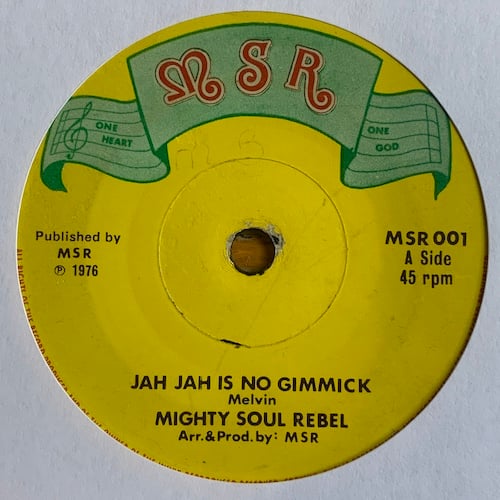 MSR
ONE
HEART
ONE
GOD
Published by
MSR
℗ 1976
MSR 001
A Side
45 rpm
JAH JAH IS NO GIMMICK
Melvin
MIGHTY SOUL REBEL
Arr.&Prod.by: MSR